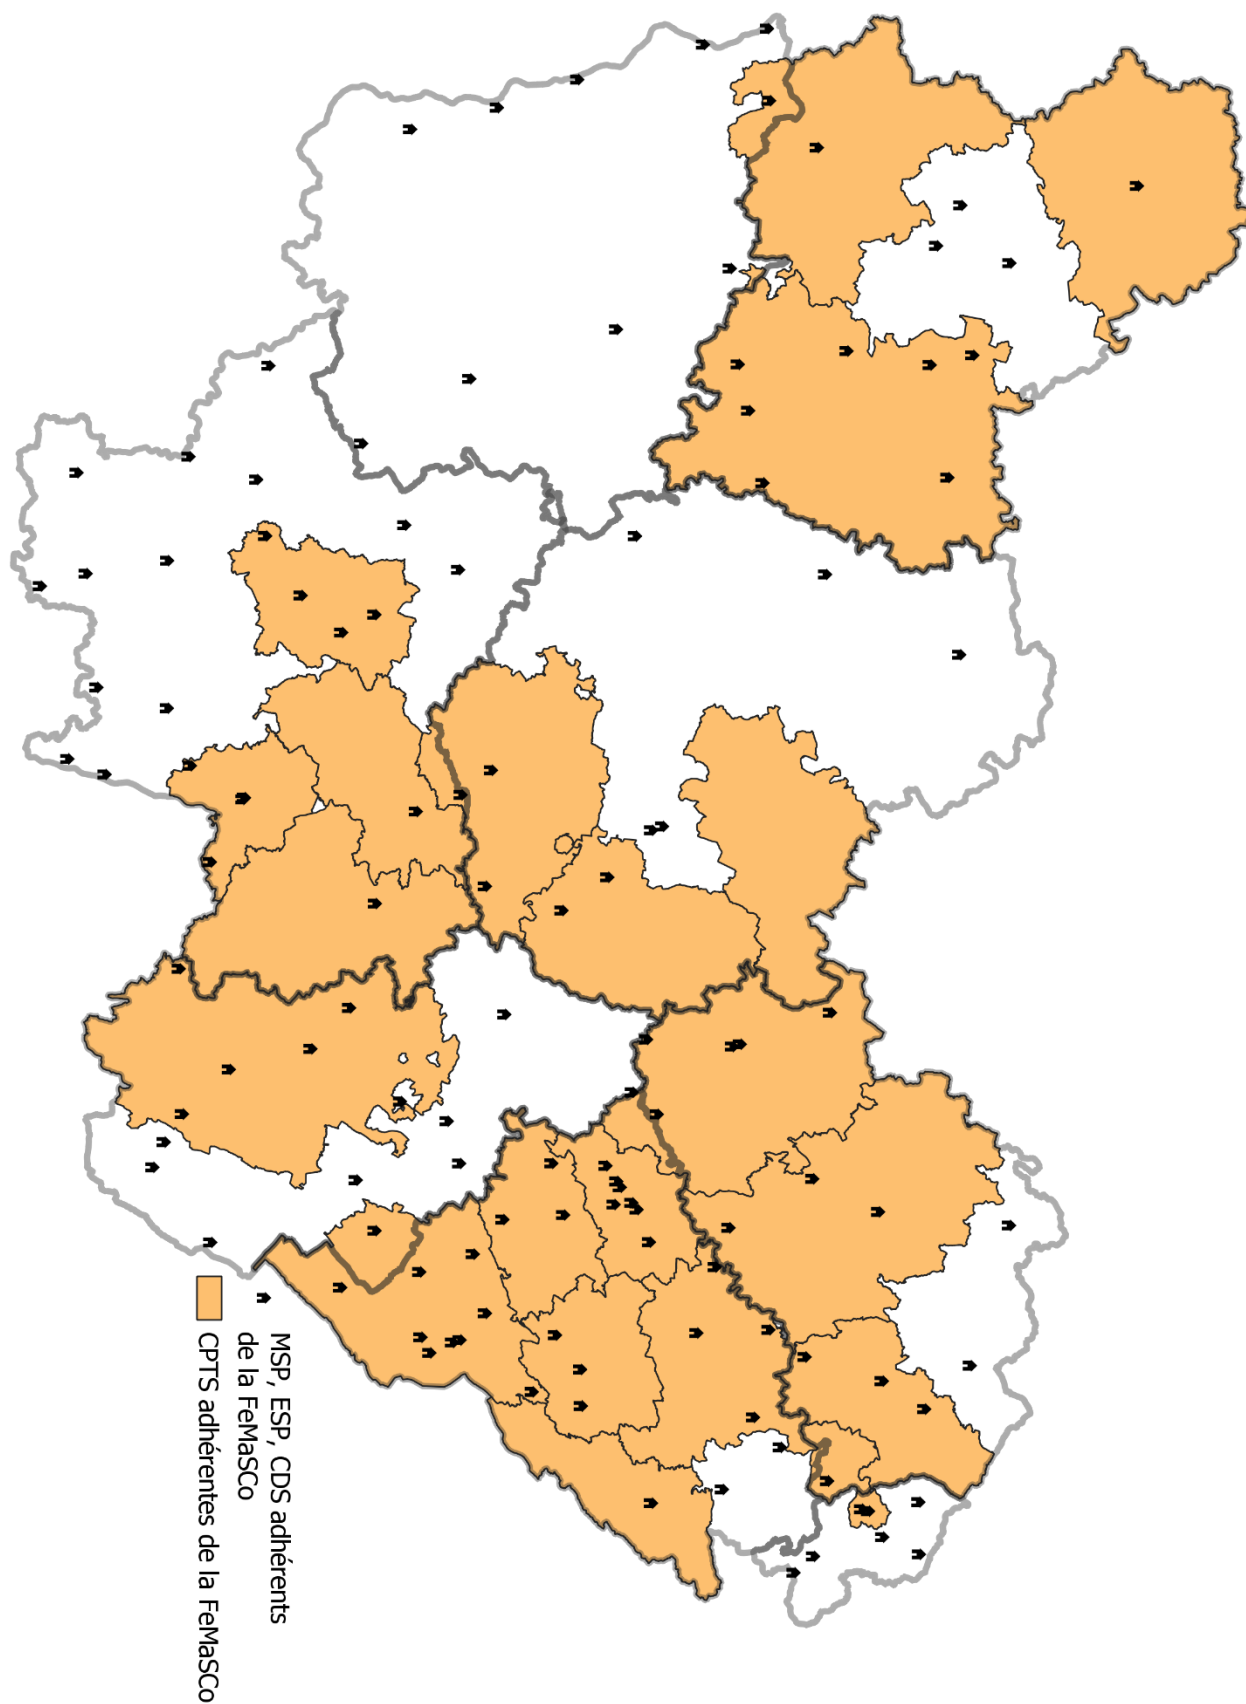 MSP, ESP, CDS adhérents
de la FeMaSCo
CPTS adhérentes de la FeMaSCo